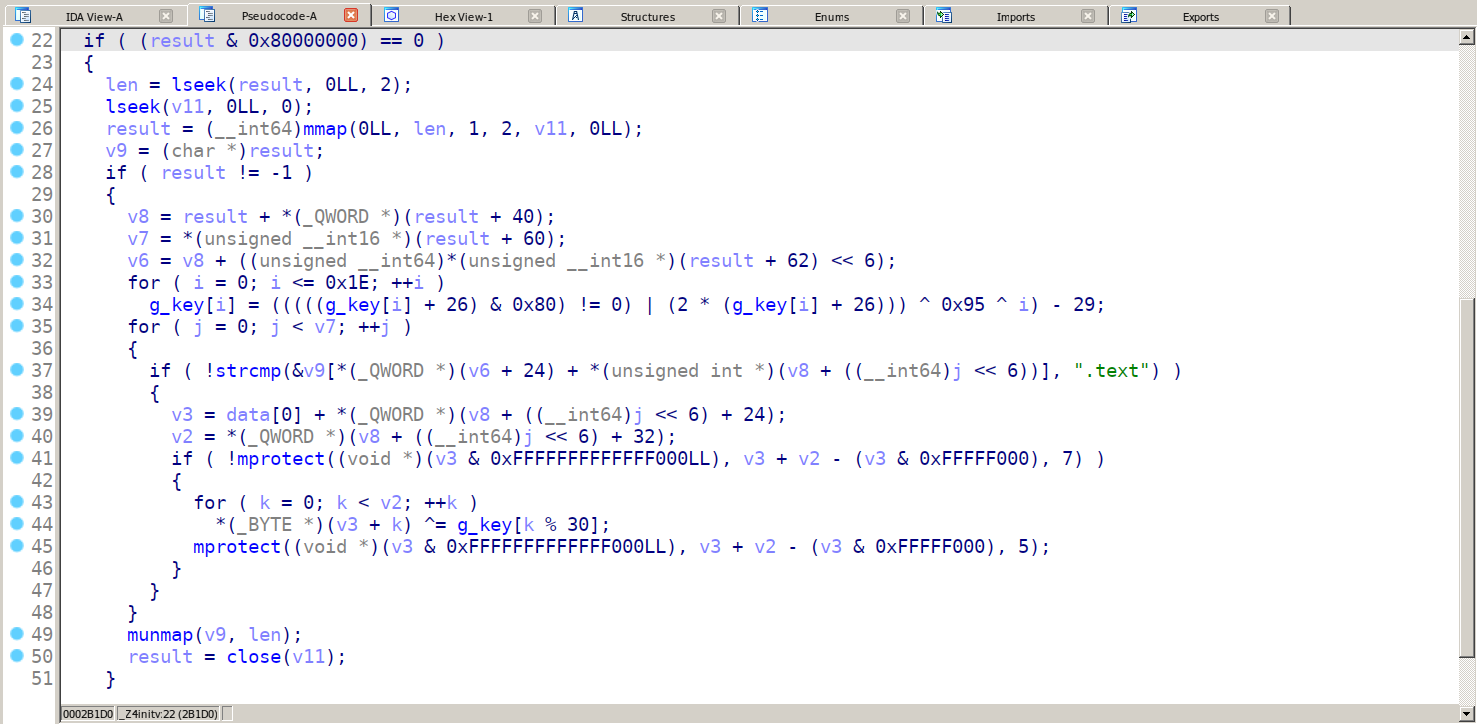 IDA View-A Pseudocode-A Hex View-1 Structures Enums Imports Exports
22 if ( (result & 0x80000000) == 0 )
23 {
24 len = lseek(result, 0LL, 2);
25 lseek(v11, 0LL, 0);
26 result = (__int64)mmap(0LL, len, 1, 2, v11, 0LL);
27 v9 = (char *)result;
28 if ( result != -1 )
29 {
30 v8 = result + *(_QWORD *)(result + 40);
31 v7 = *(unsigned __int16 *)(result + 60);
32 v6 = v8 + ((unsigned __int64)*(unsigned __int16 *)(result + 62) << 6);
33 for ( i = 0; i <= 0x1E; ++i )
34 g_key[i] = (((((g_key[i] + 26) & 0x80) != 0) | (2 * (g_key[i] + 26))) ^ 0x95 ^ i) - 29;
35 for ( j = 0; j < v7; ++j )
36 {
37 if ( !strcmp(&v9[*(_QWORD *)(v6 + 24) + *(unsigned int *)(v8 + ((__int64)j << 6))], ".text") )
38 {
39 v3 = data[0] + *(_QWORD *)(v8 + ((__int64)j << 6) + 24);
40 v2 = *(_QWORD *)(v8 + ((__int64)j << 6) + 32);
41 if ( !mprotect((void *)(v3 & 0xFFFFFFFFFFFFF000LL), v3 + v2 - (v3 & 0xFFFFF000), 7) )
42 {
43 for ( k = 0; k < v2; ++k )
44 *(_BYTE *)(v3 + k) ^= g_key[k % 30];
45 mprotect((void *)(v3 & 0xFFFFFFFFFFFFF000LL), v3 + v2 - (v3 & 0xFFFFF000), 5);
46 }
47 }
48 }
49 munmap(v9, len);
50 result = close(v11);
51 }
0002B1D0 _Z4initv:22 (2B1D0)